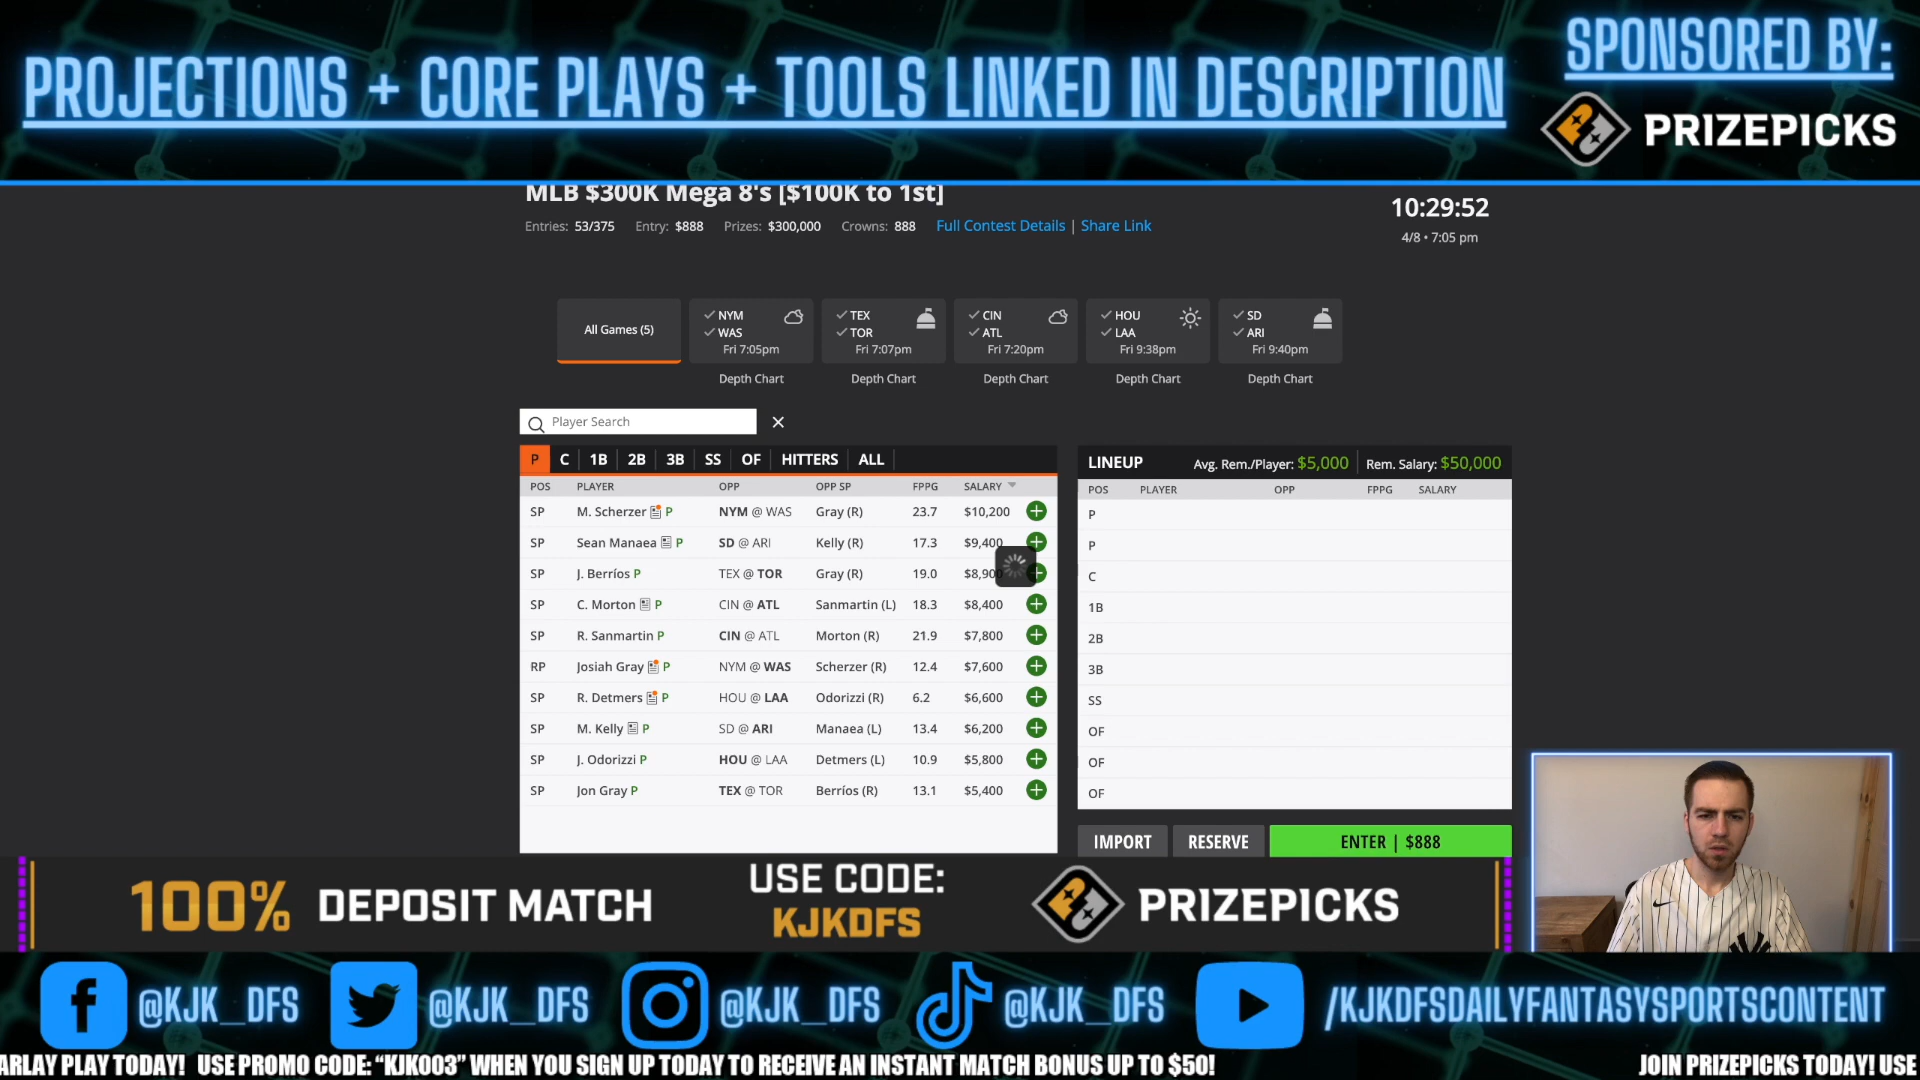 PROJECTIONS + CORE PLAYS + TOOLS LINKED IN DESCRIPTION
SPONSORED BY:
PRIZEPICKS
MLB $300K Mega 8's [$100K to 1st]
Entries: 53/375 Entry: $888 Prizes: $300,000 Crowns: 888 Full Contest Details | Share Link
10:29:52
4/8 • 7:05 pm
All Games (5)
NYM
WAS
Fri 7:05pm
Depth Chart
TEX
TOR
Fri 7:07pm
Depth Chart
CIN
ATL
Fri 7:20pm
Depth Chart
HOU
LAA
Fri 9:38pm
Depth Chart
SD
ARI
Fri 9:40pm
Depth Chart
Player Search
P C 1B 2B 3B SS OF HITTERS ALL
POS PLAYER OPP OPP SP FPPG SALARY
SP M. Scherzer P NYM @ WAS Gray (R) 23.7 $10,200
SP Sean Manaea P SD @ ARI Kelly (R) 17.3 $9,400
SP J. Berríos P TEX @ TOR Gray (R) 19.0 $8,900
SP C. Morton P CIN @ ATL Sanmartin (L) 18.3 $8,400
SP R. Sanmartin P CIN @ ATL Morton (R) 21.9 $7,800
RP Josiah Gray P NYM @ WAS Scherzer (R) 12.4 $7,600
SP R. Detmers P HOU @ LAA Odorizzi (R) 6.2 $6,600
SP M. Kelly P SD @ ARI Manaea (L) 13.4 $6,200
SP J. Odorizzi P HOU @ LAA Detmers (L) 10.9 $5,800
SP Jon Gray P TEX @ TOR Berríos (R) 13.1 $5,400
LINEUP Avg. Rem./Player: $5,000 Rem. Salary: $50,000
POS PLAYER OPP FPPG SALARY
P
P
C
1B
2B
3B
SS
OF
OF
OF
IMPORT RESERVE ENTER | $888
100% DEPOSIT MATCH
USE CODE:
KJKDFS
PRIZEPICKS
@KJK_DFS @KJK_DFS @KJK_DFS @KJK_DFS /KJKDFSDAILYFANTASYSPORTSCONTENT
ARLAY PLAY TODAY! USE PROMO CODE: “KJK003” WHEN YOU SIGN UP TODAY TO RECEIVE AN INSTANT MATCH BONUS UP TO $50! JOIN PRIZEPICKS TODAY! USE